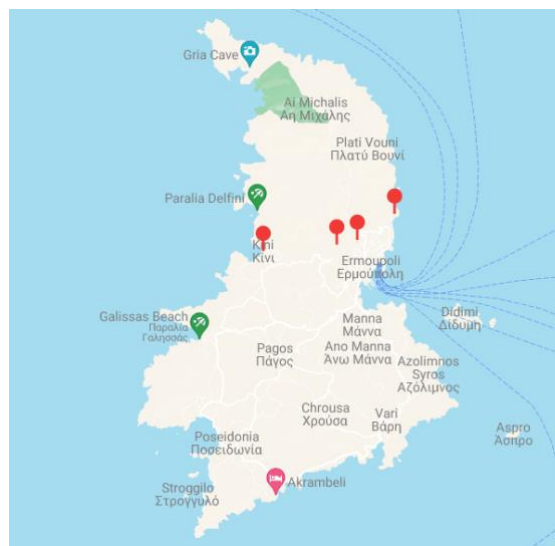 Gria Cave
Ai Michalis
Αη Μιχάλης
Plati Vouni
Πλατύ Βουνί
Paralia Delfini
Kini
Κίνι
Ermoupoli
Ερμούπολη
Galissas Beach
Παραλία
Γαλησσάς
Didimi
Διδύμη
Manna
Μάννα
Pagos
Πάγος
Ano Manna
Άνω Μάννα
Azolimnos
Syros
Αζόλιμνος
Chrousa
Χρούσα
Vari
Βάρη
Aspro
Άσπρο
Poseidonia
Ποσειδωνία
Stroggilo
Στρογγυλό
Akrambeli